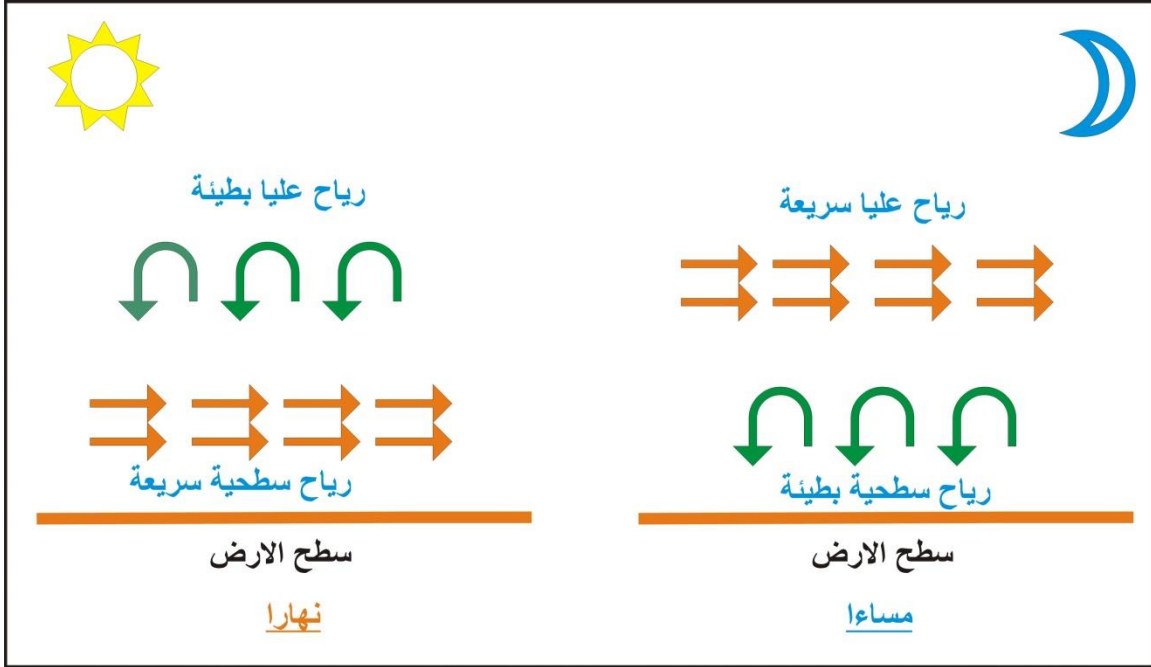 رياح عليا بطيئة
رياح عليا سريعة
رياح سطحية سريعة
رياح سطحية بطيئة
سطح الارض
سطح الارض
نهارا
مساءا